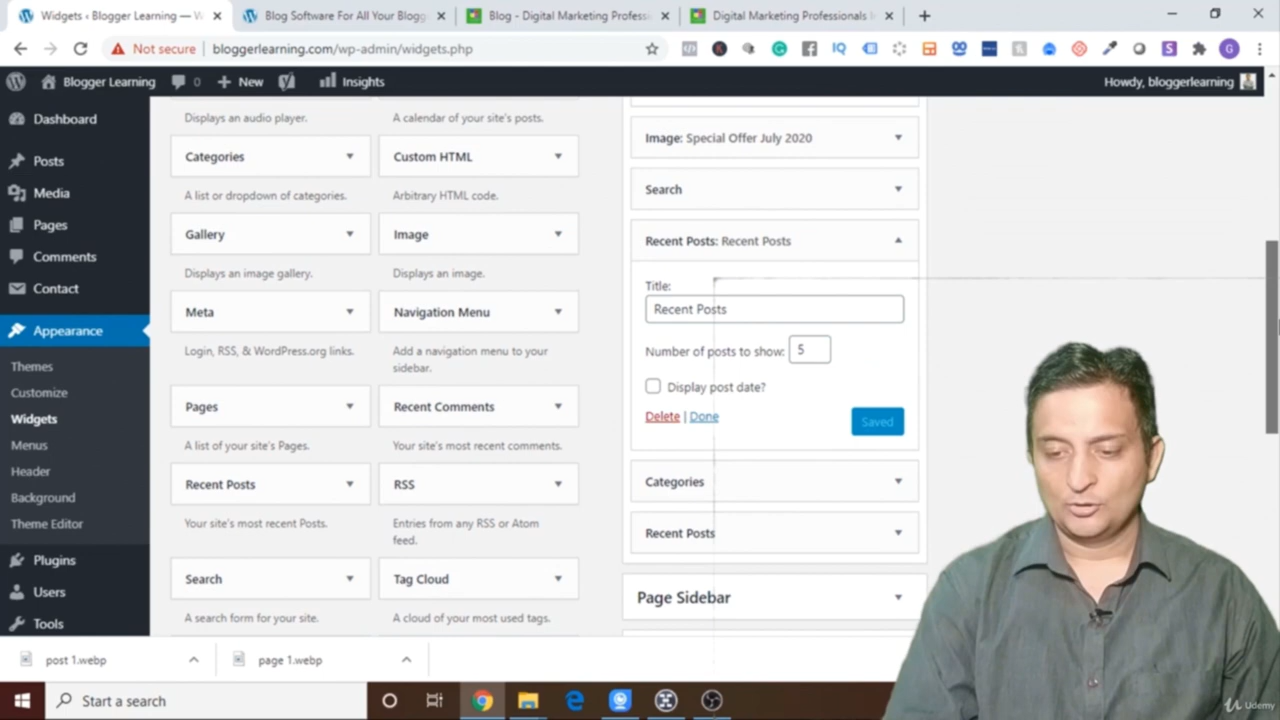 Widgets ‹ Blogger Learning — W
Blog Software For All Your Blogg
Blog - Digital Marketing Profess
Digital Marketing Professionals I
Not secure
bloggerlearning.com/wp-admin/widgets.php
IQ
S
G
Blogger Learning
0
New
Insights
Howdy, bloggerlearning
Dashboard
Posts
Media
Pages
Comments
Contact
Appearance
Themes
Customize
Widgets
Menus
Header
Background
Theme Editor
Plugins
Users
Tools
Displays an audio player.
A calendar of your site's posts.
Categories
Custom HTML
A list or dropdown of categories.
Arbitrary HTML code.
Gallery
Image
Displays an image gallery.
Displays an image.
Meta
Navigation Menu
Login, RSS, & WordPress.org links.
Add a navigation menu to your
sidebar.
Pages
Recent Comments
A list of your site's Pages.
Your site's most recent comments.
Recent Posts
RSS
Your site's most recent Posts.
Entries from any RSS or Atom
feed.
Search
Tag Cloud
A search form for your site.
A cloud of your most used tags.
Image: Special Offer July 2020
Search
Recent Posts: Recent Posts
Title:
Recent Posts
Number of posts to show: 5
Display post date?
Delete | Done
Saved
Categories
Recent Posts
Page Sidebar
post 1.webp
page 1.webp
Start a search
Udemy